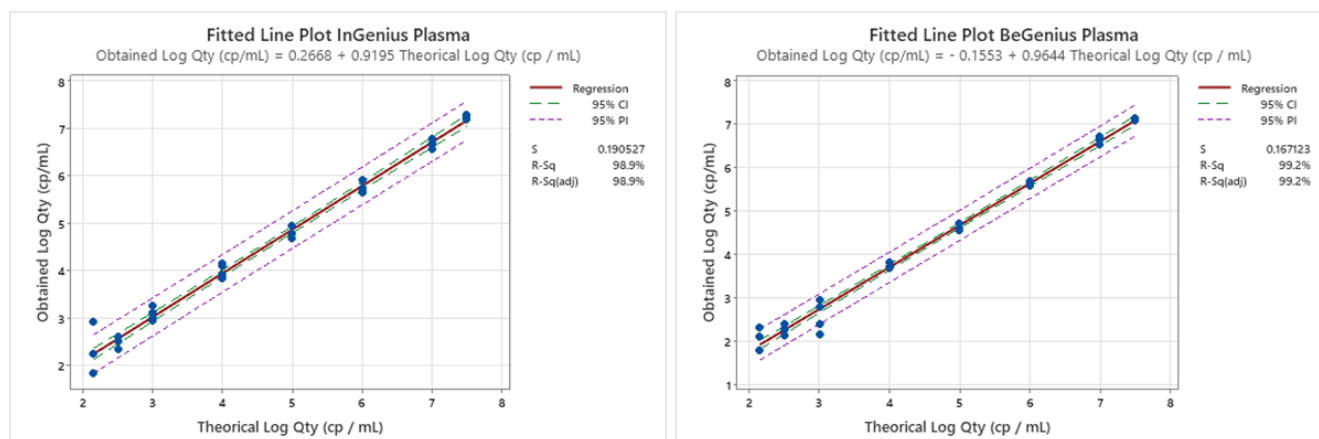 Fitted Line Plot InGenius Plasma
Obtained Log Qty (cp/mL) = 0.2668 + 0.9195 Theorical Log Qty (cp / mL)
8
7
6
5
4
3
2
Obtained Log Qty (cp/mL)
2 3 4 5 6 7 8
Theorical Log Qty (cp / mL)
Regression
95% CI
95% PI
S 0.190527
R-Sq 98.9%
R-Sq(adj) 98.9%
Fitted Line Plot BeGenius Plasma
Obtained Log Qty (cp/mL) = - 0.1553 + 0.9644 Theorical Log Qty (cp / mL)
8
7
6
5
4
3
2
1
Obtained Log Qty (cp/mL)
2 3 4 5 6 7 8
Theorical Log Qty (cp / mL)
Regression
95% CI
95% PI
S 0.167123
R-Sq 99.2%
R-Sq(adj) 99.2%